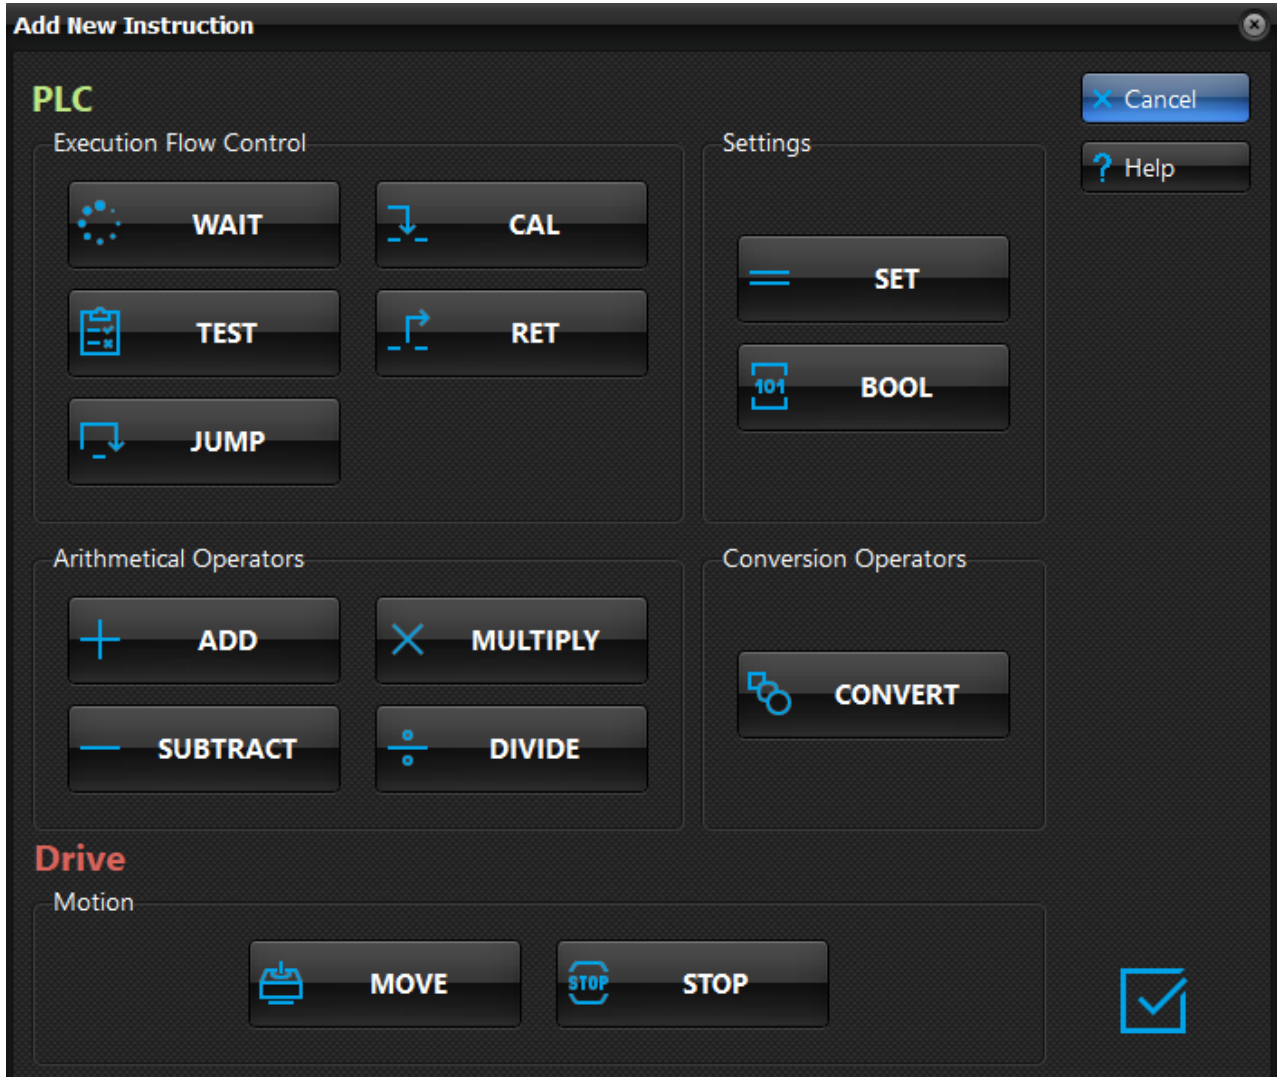 Add New Instruction
PLC
Cancel
Execution Flow Control
Settings
Help
WAIT
CAL
SET
TEST
RET
101
BOOL
JUMP
Arithmetical Operators
Conversion Operators
ADD
MULTIPLY
CONVERT
SUBTRACT
DIVIDE
Drive
Motion
MOVE
STOP
STOP